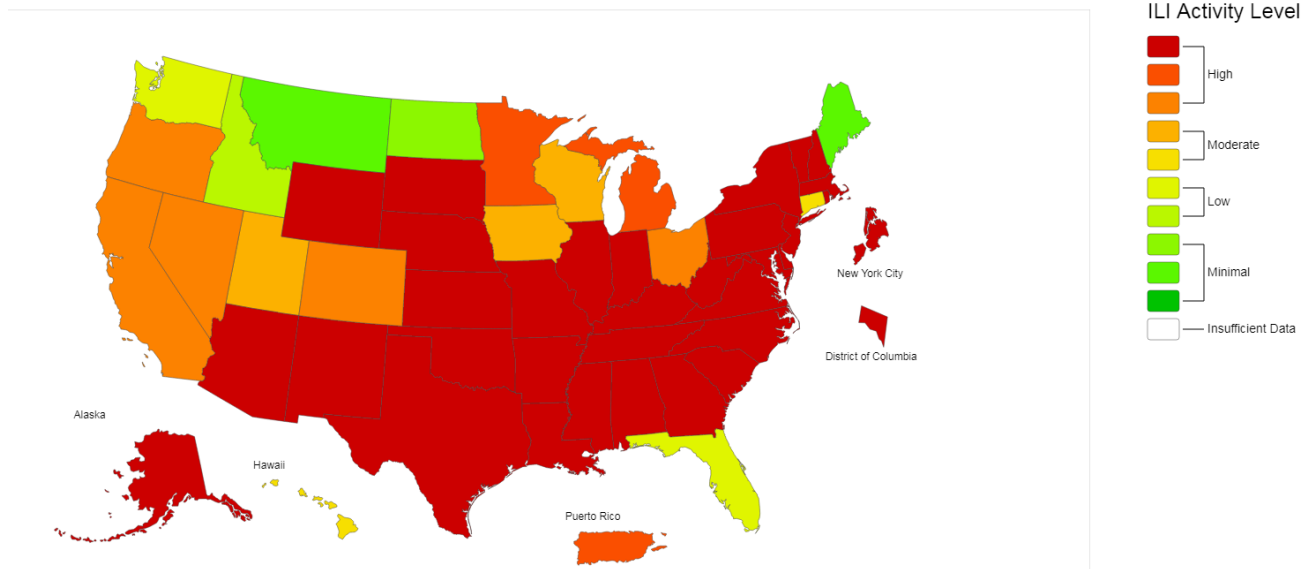 ILI Activity Level
High
Moderate
Low
Minimal
Insufficient Data
New York City
District of Columbia
Alaska
Hawaii
Puerto Rico